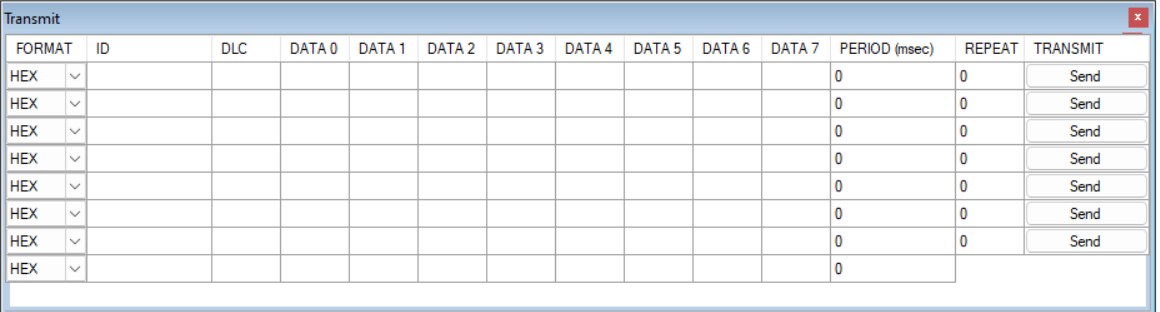 Transmit
x
FORMAT ID DLC DATA 0 DATA 1 DATA 2 DATA 3 DATA 4 DATA 5 DATA 6 DATA 7 PERIOD (msec) REPEAT TRANSMIT
HEX 0 0 Send
HEX 0 0 Send
HEX 0 0 Send
HEX 0 0 Send
HEX 0 0 Send
HEX 0 0 Send
HEX 0 0 Send
HEX 0